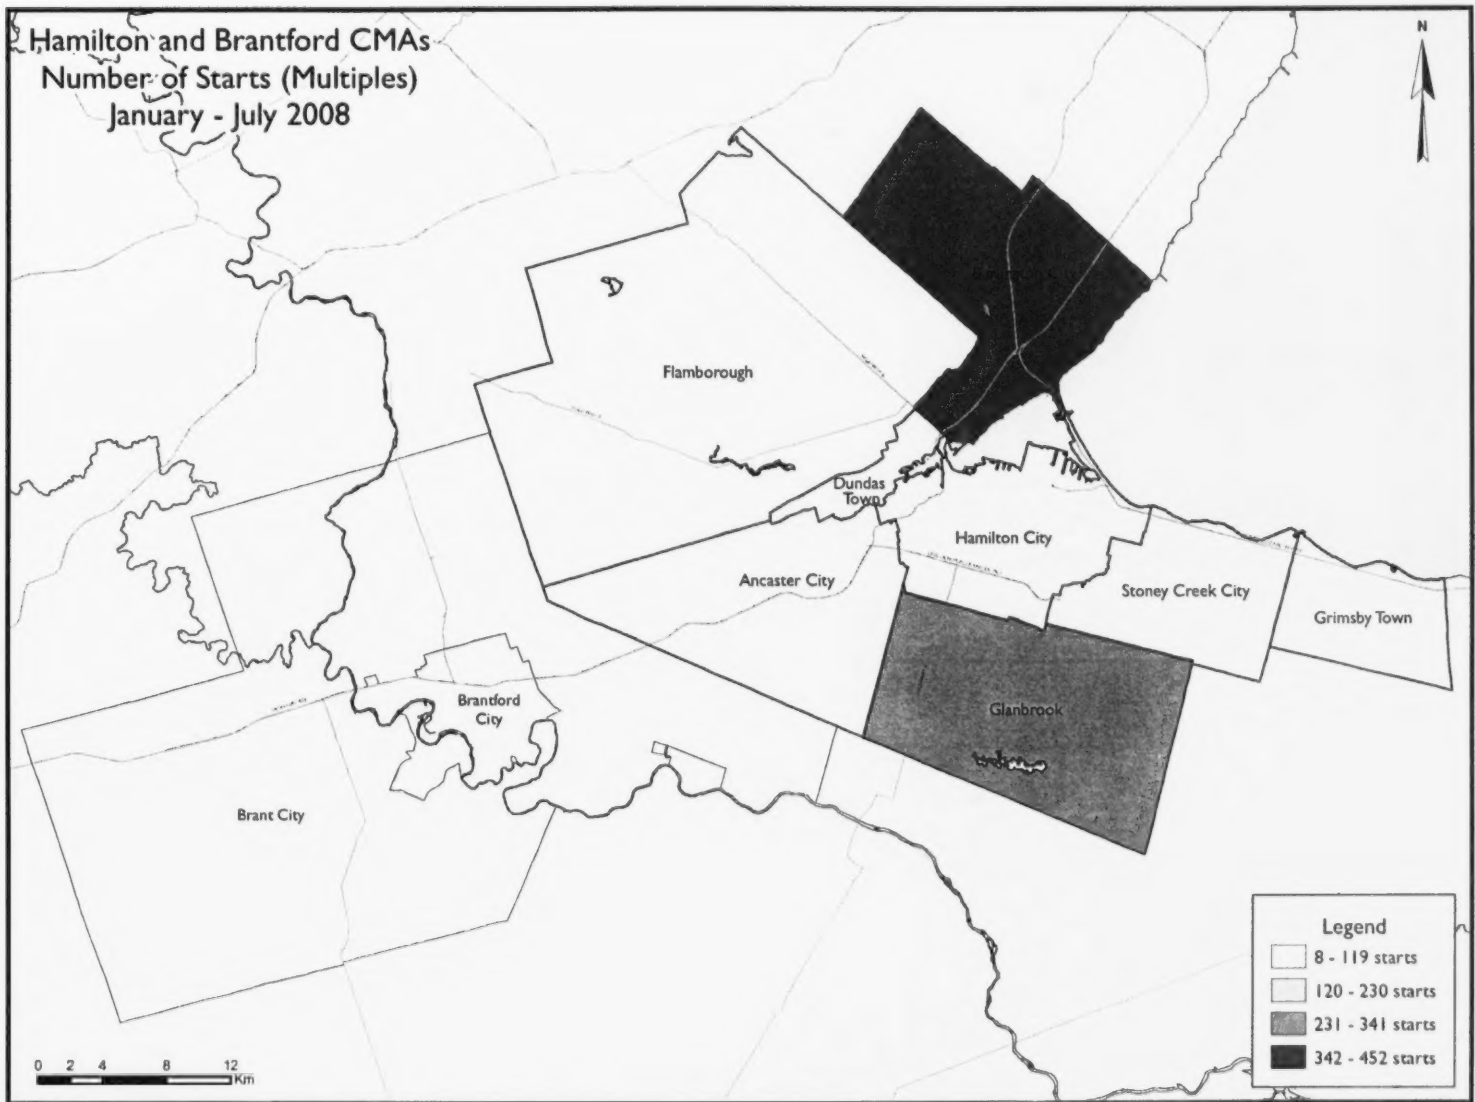 Hamilton and Brantford CMAs
Number of Starts (Multiples)
January - July 2008
N
Flamborough
Dundas
Town
Hamilton City
Ancaster City
Stoney Creek City
Grimsby Town
Brantford
City
Glanbrook
Brant City
Legend
8 - 119 starts
120 - 230 starts
231 - 341 starts
342 - 452 starts
0 2 4 8 12
Km